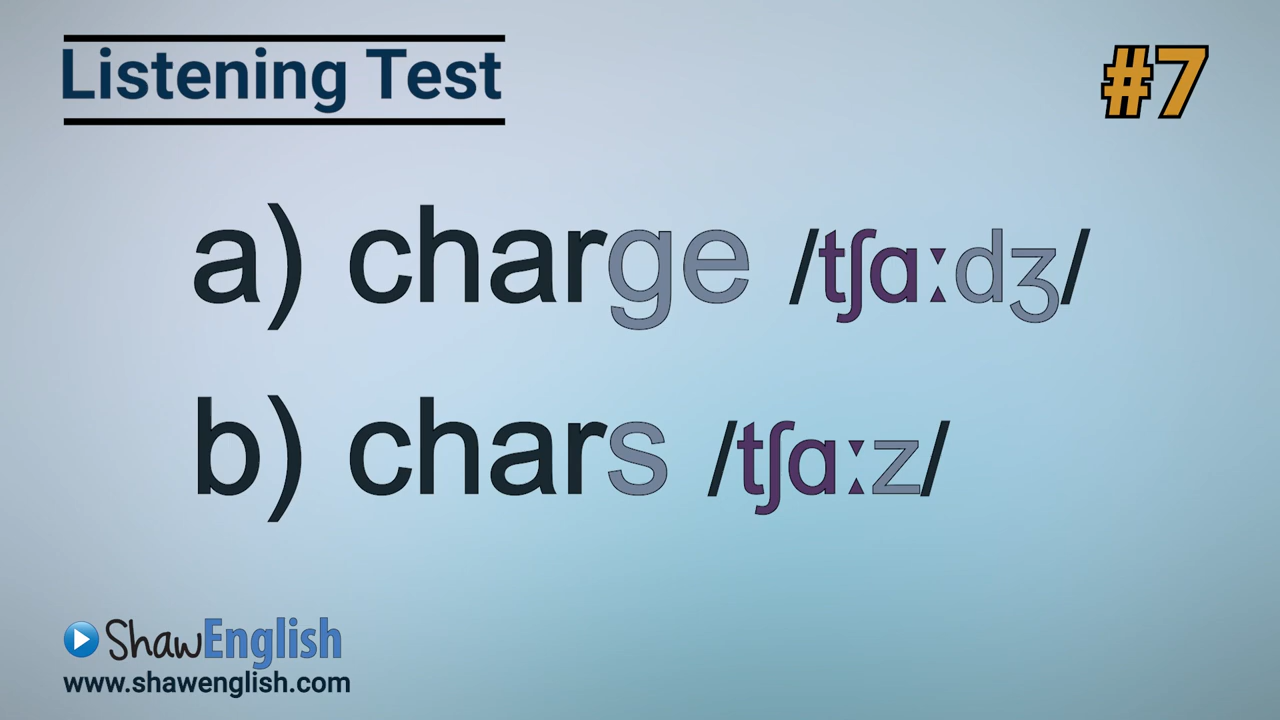 Listening Test
#7
a) charge /tʃɑːdʒ/
b) chars /tʃɑːz/
ShawEnglish
www.shawenglish.com